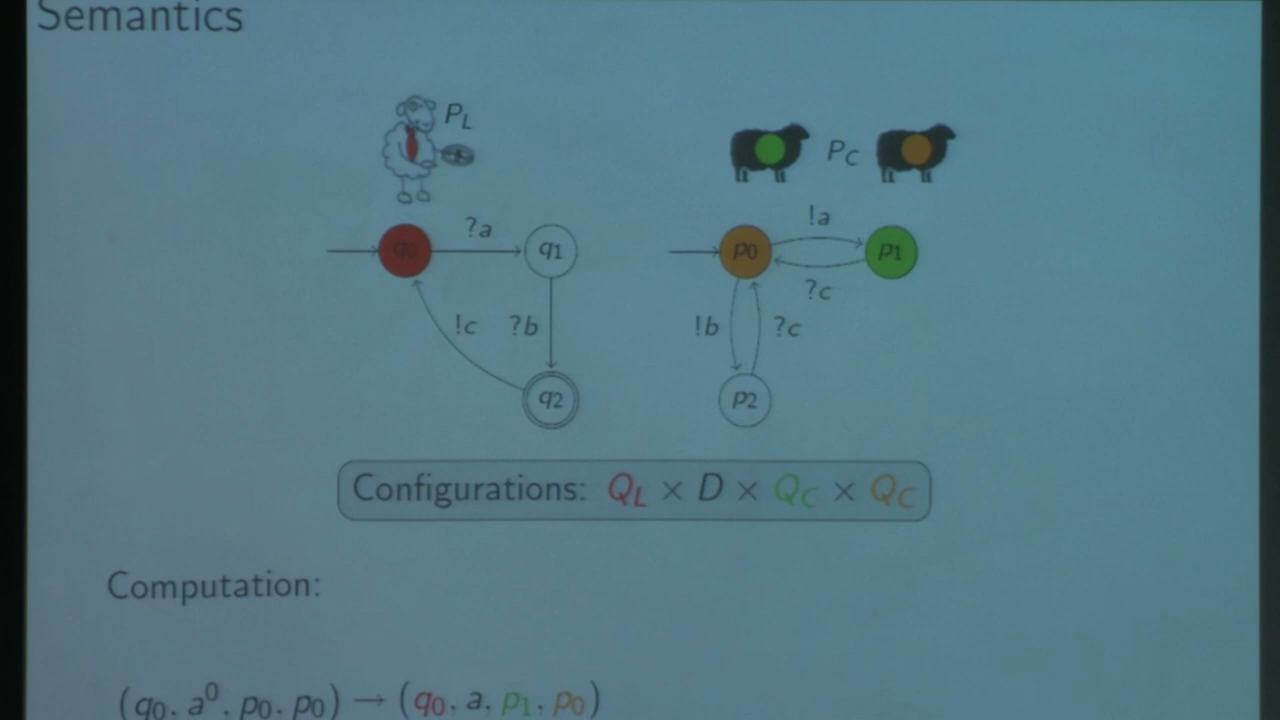 Semantics
P_L
P_C
?a
!a
q0 q1 p0 p1
?c
!c ?b !b ?c
q2 p2
Configurations: Q_L × D × Q_C × Q_C
Computation:
(q0, a^0, p0, p0) → (q0, a, p1, p0)